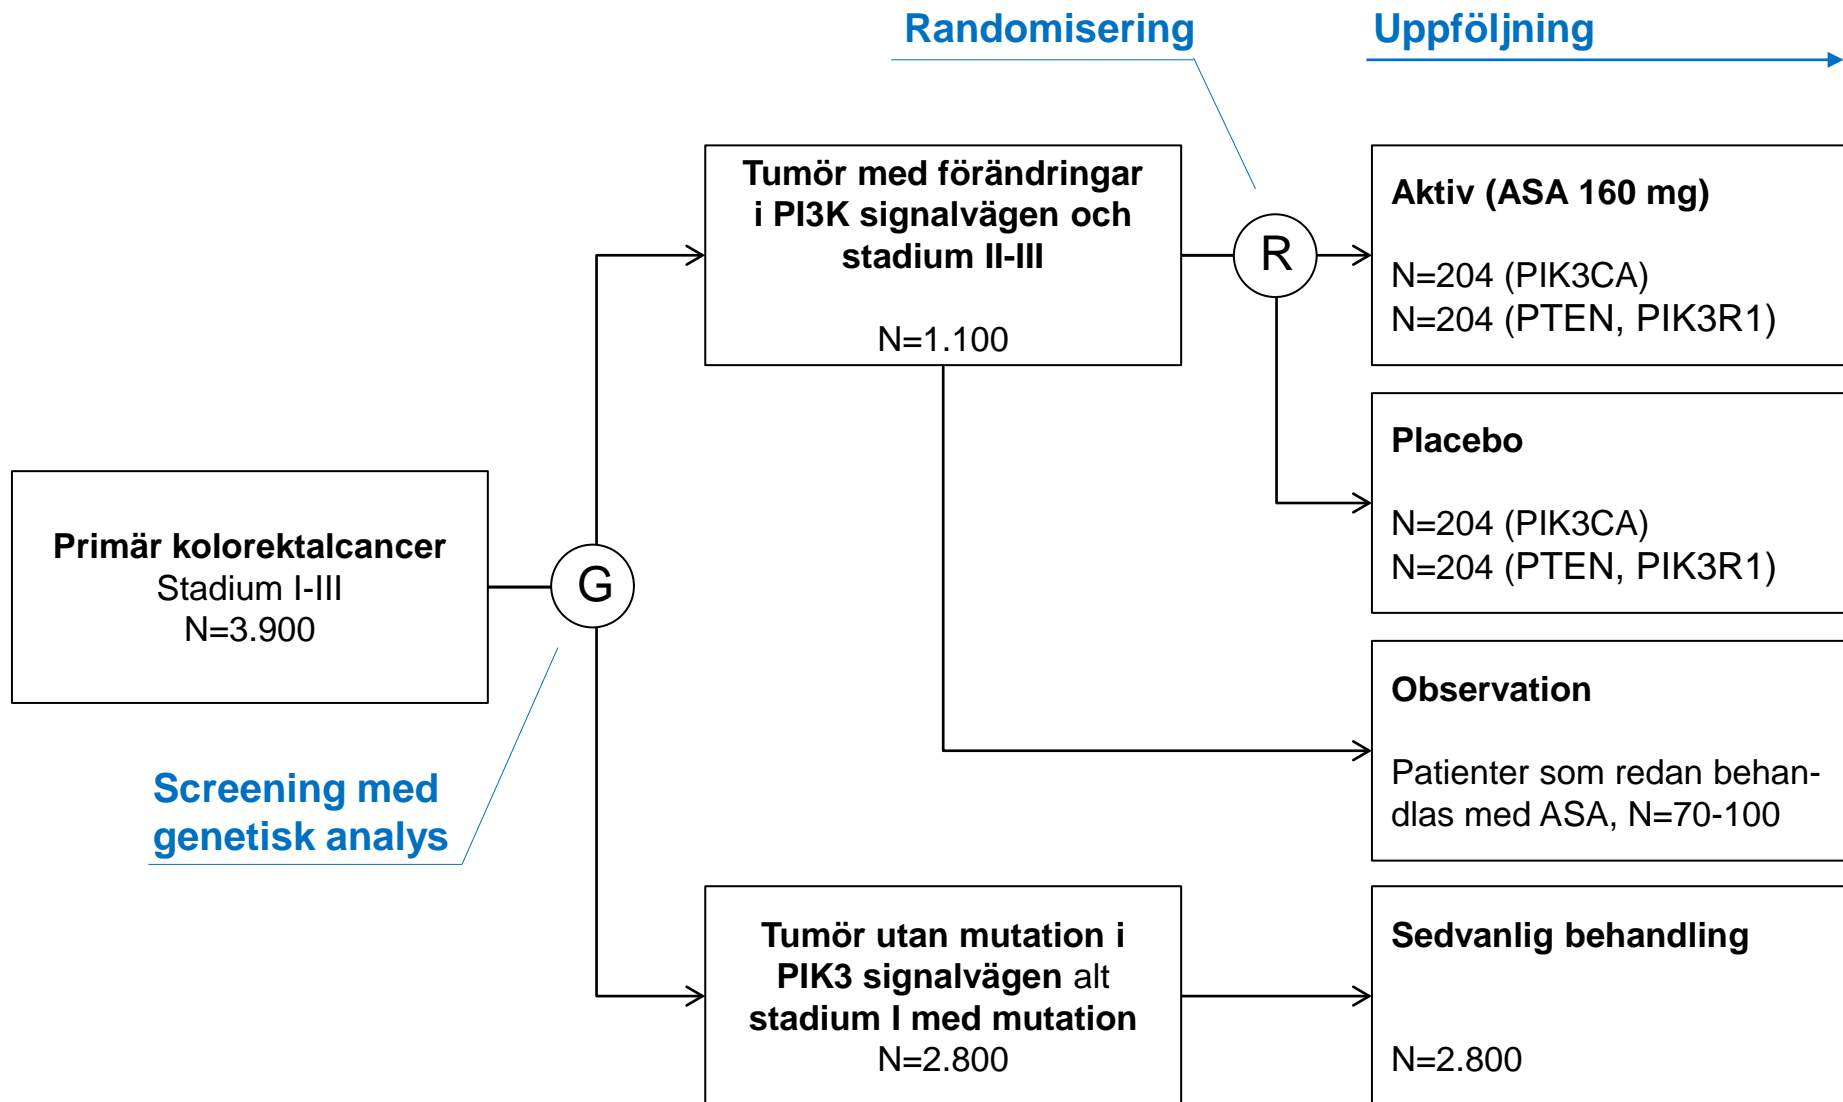 Randomisering
Uppföljning
Tumör med förändringar
i PI3K signalvägen och
stadium II-III
N=1.100
R
Aktiv (ASA 160 mg)
N=204 (PIK3CA)
N=204 (PTEN, PIK3R1)
Placebo
N=204 (PIK3CA)
N=204 (PTEN, PIK3R1)
Primär kolorektalcancer
Stadium I-III
N=3.900
G
Screening med
genetisk analys
Observation
Patienter som redan behan-
dlas med ASA, N=70-100
Tumör utan mutation i
PIK3 signalvägen alt
stadium I med mutation
N=2.800
Sedvanlig behandling
N=2.800